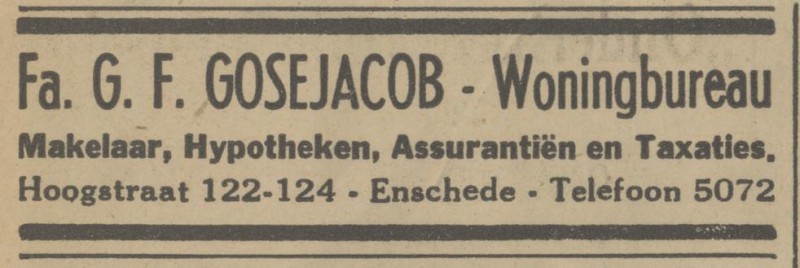 Fa. G. F. GOSEJACOB - Woningbureau
Makelaar, Hypotheken, Assurantiën en Taxaties.
Hoogstraat 122-124 - Enschede - Telefoon 5072